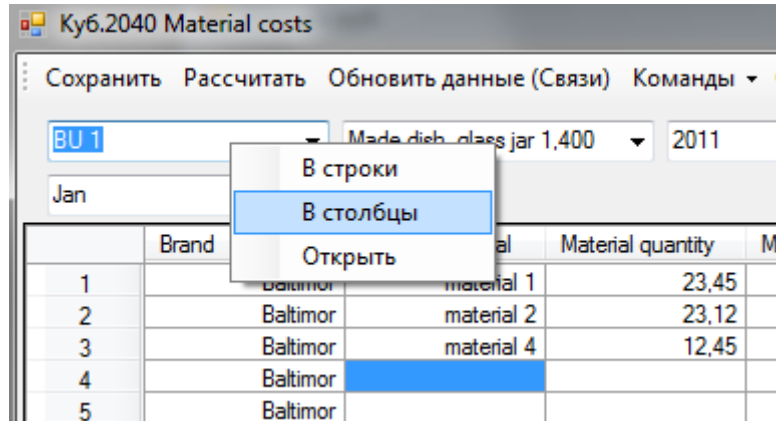 Куб.2040 Material costs
Сохранить Рассчитать Обновить данные (Связи) Команды
BU 1 Made dish, glass jar 1,400 2011
В строки
Jan
В столбцы
Brand Material quantity
Открыть
1 Baltimor material 1 23,45
2 Baltimor material 2 23,12
3 Baltimor material 4 12,45
4 Baltimor
5 Baltimor